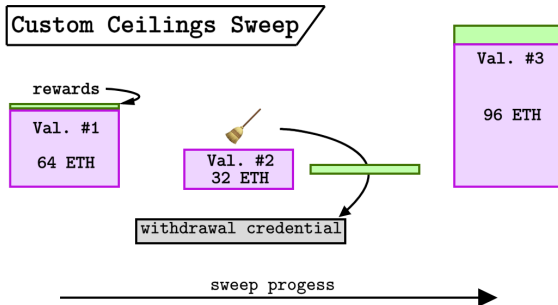 Custom Ceilings Sweep
rewards
Val. #1
64 ETH
Val. #2
32 ETH
Val. #3
96 ETH
withdrawal credential
sweep progess